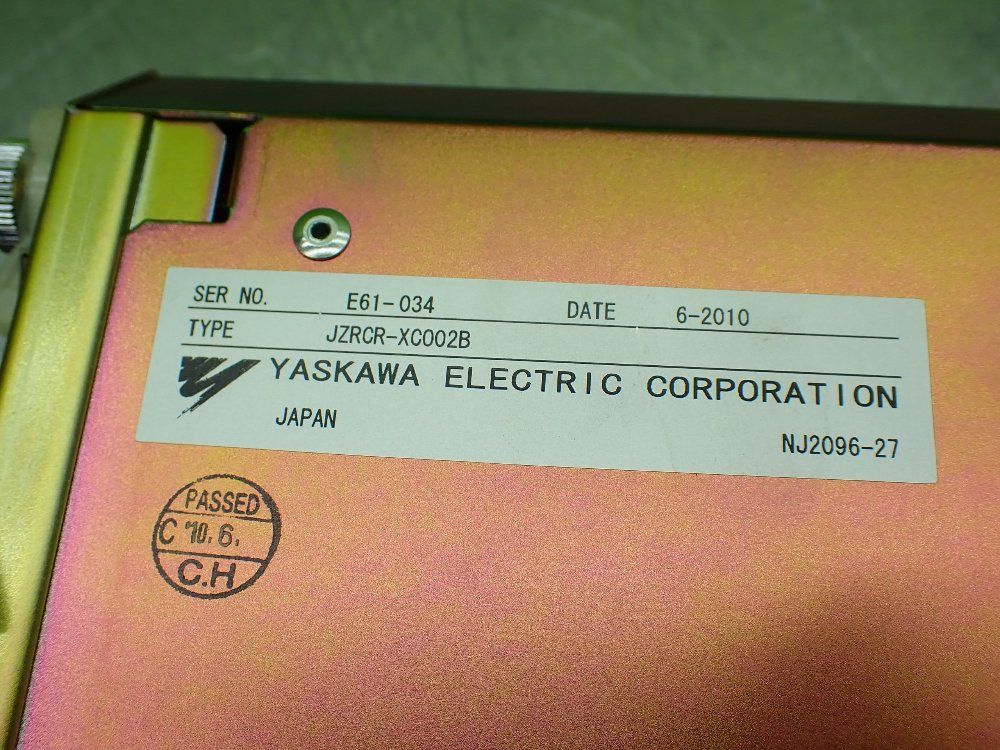 SER NO. E61-034 DATE 6-2010
TYPE JZRCR-XC002B
YASKAWA ELECTRIC CORPORATION
JAPAN NJ2096-27
PASSED
C '10. 6.
C.H